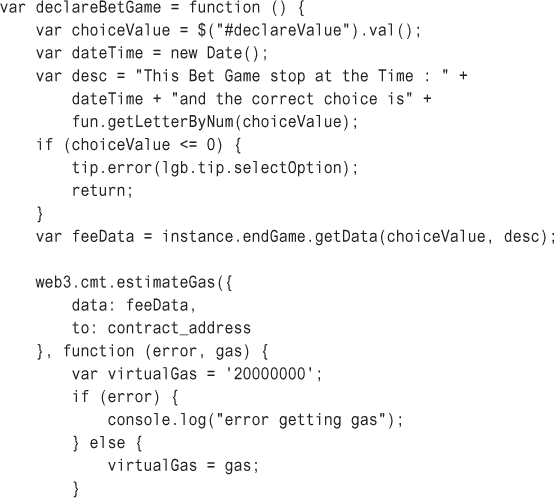 var declareBetGame = function () {
    var choiceValue = $("#declareValue").val();
    var dateTime = new Date();
    var desc = "This Bet Game stop at the Time : " +
        dateTime + "and the correct choice is" +
        fun.getLetterByNum(choiceValue);
    if (choiceValue <= 0) {
        tip.error(lgb.tip.selectOption);
        return;
    }
    var feeData = instance.endGame.getData(choiceValue, desc);

    web3.cmt.estimateGas({
        data: feeData,
        to: contract_address
    }, function (error, gas) {
        var virtualGas = '20000000';
        if (error) {
            console.log("error getting gas");
        } else {
            virtualGas = gas;
        }